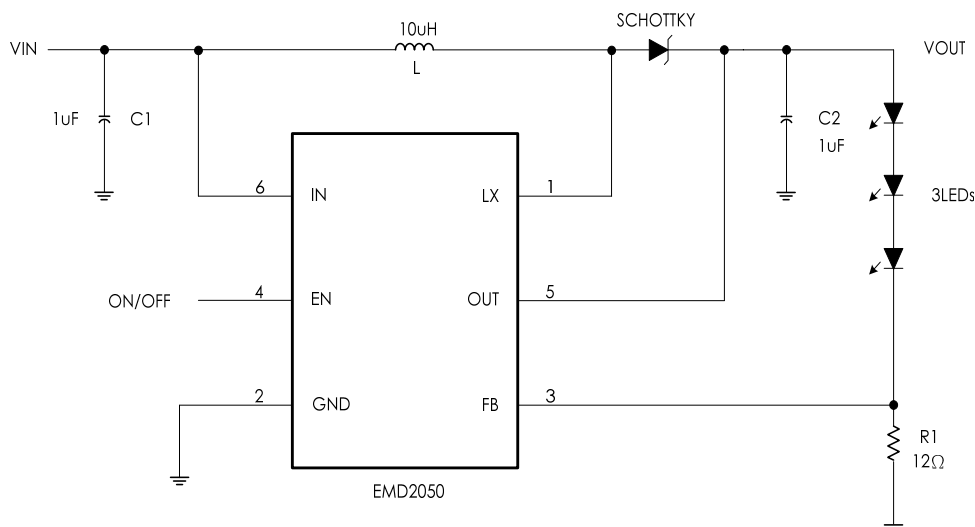 SCHOTTKY
VIN
10uH
L
VOUT
1uF
C1
C2
1uF
3LEDs
6
IN
LX
1
ON/OFF
4
EN
OUT
5
2
GND
FB
3
R1
12Ω
EMD2050